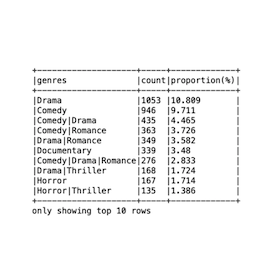 +--------------------+-----+-------------+
|genres              |count|proportion(%)|
+--------------------+-----+-------------+
|Drama               |1053 |10.809       |
|Comedy              |946  |9.711        |
|Comedy|Drama        |435  |4.465        |
|Comedy|Romance      |363  |3.726        |
|Drama|Romance       |349  |3.582        |
|Documentary         |339  |3.48         |
|Comedy|Drama|Romance|276  |2.833        |
|Drama|Thriller      |168  |1.724        |
|Horror              |167  |1.714        |
|Horror|Thriller     |135  |1.386        |
+--------------------+-----+-------------+
only showing top 10 rows